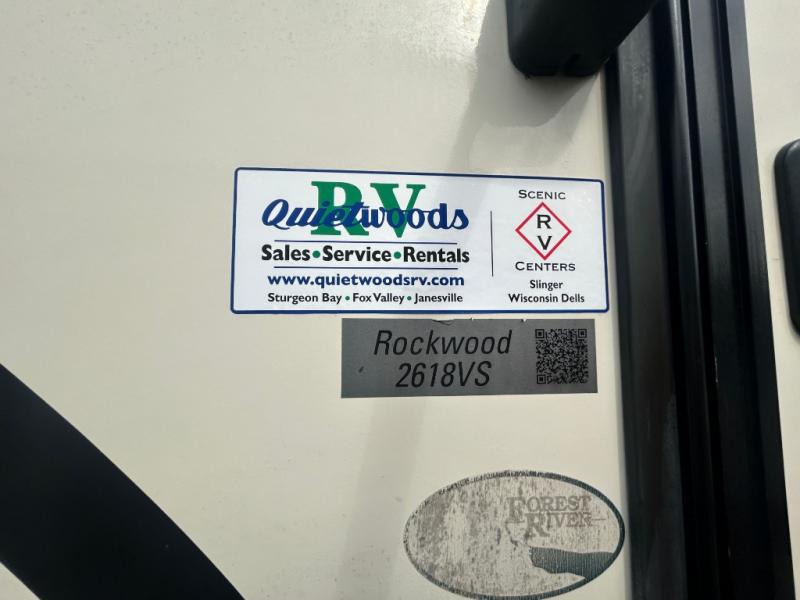 RV
Quietwoods
Sales•Service•Rentals
www.quietwoodsrv.com
Sturgeon Bay • Fox Valley • Janesville
SCENIC
R
V
CENTERS
Slinger
Wisconsin Dells
Rockwood
2618VS
FOREST
RIVER